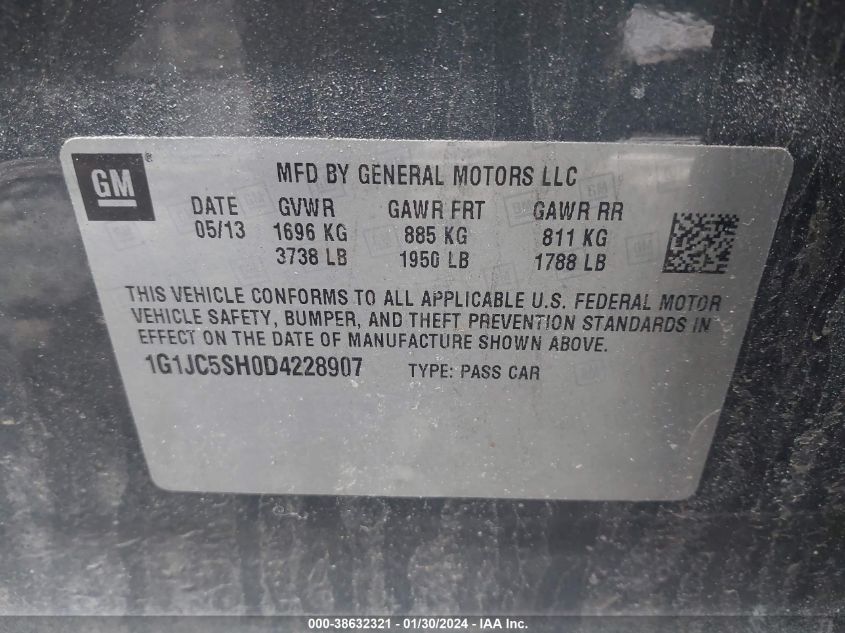 GM ®
MFD BY GENERAL MOTORS LLC
DATE GVWR GAWR FRT GAWR RR
05/13 1696 KG 885 KG 811 KG
3738 LB 1950 LB 1788 LB
THIS VEHICLE CONFORMS TO ALL APPLICABLE U.S. FEDERAL MOTOR
VEHICLE SAFETY, BUMPER, AND THEFT PREVENTION STANDARDS IN
EFFECT ON THE DATE OF MANUFACTURE SHOWN ABOVE.
1G1JC5SH0D4228907 TYPE: PASS CAR
000-38632321 - 01/30/2024 - IAA Inc.